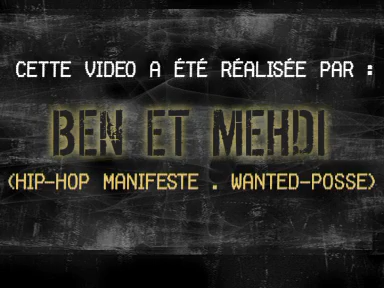 CETTE VIDEO A ÉTÉ RÉALISÉE PAR :
BEN ET MEHDI
(HIP-HOP MANIFESTE . WANTED-POSSE)